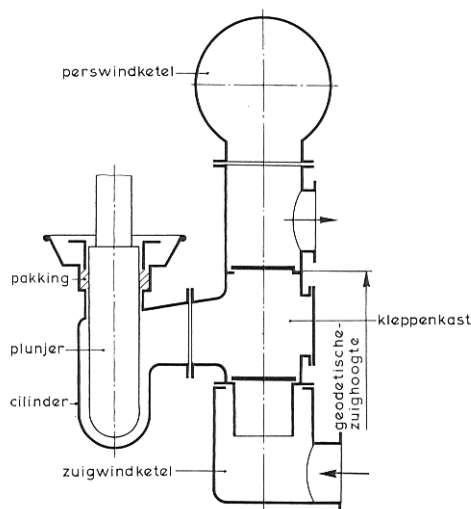 perswindketel
pakking
plunjer
cilinder
zuigwindketel
kleppenkast
geodetische-
zuighoogte